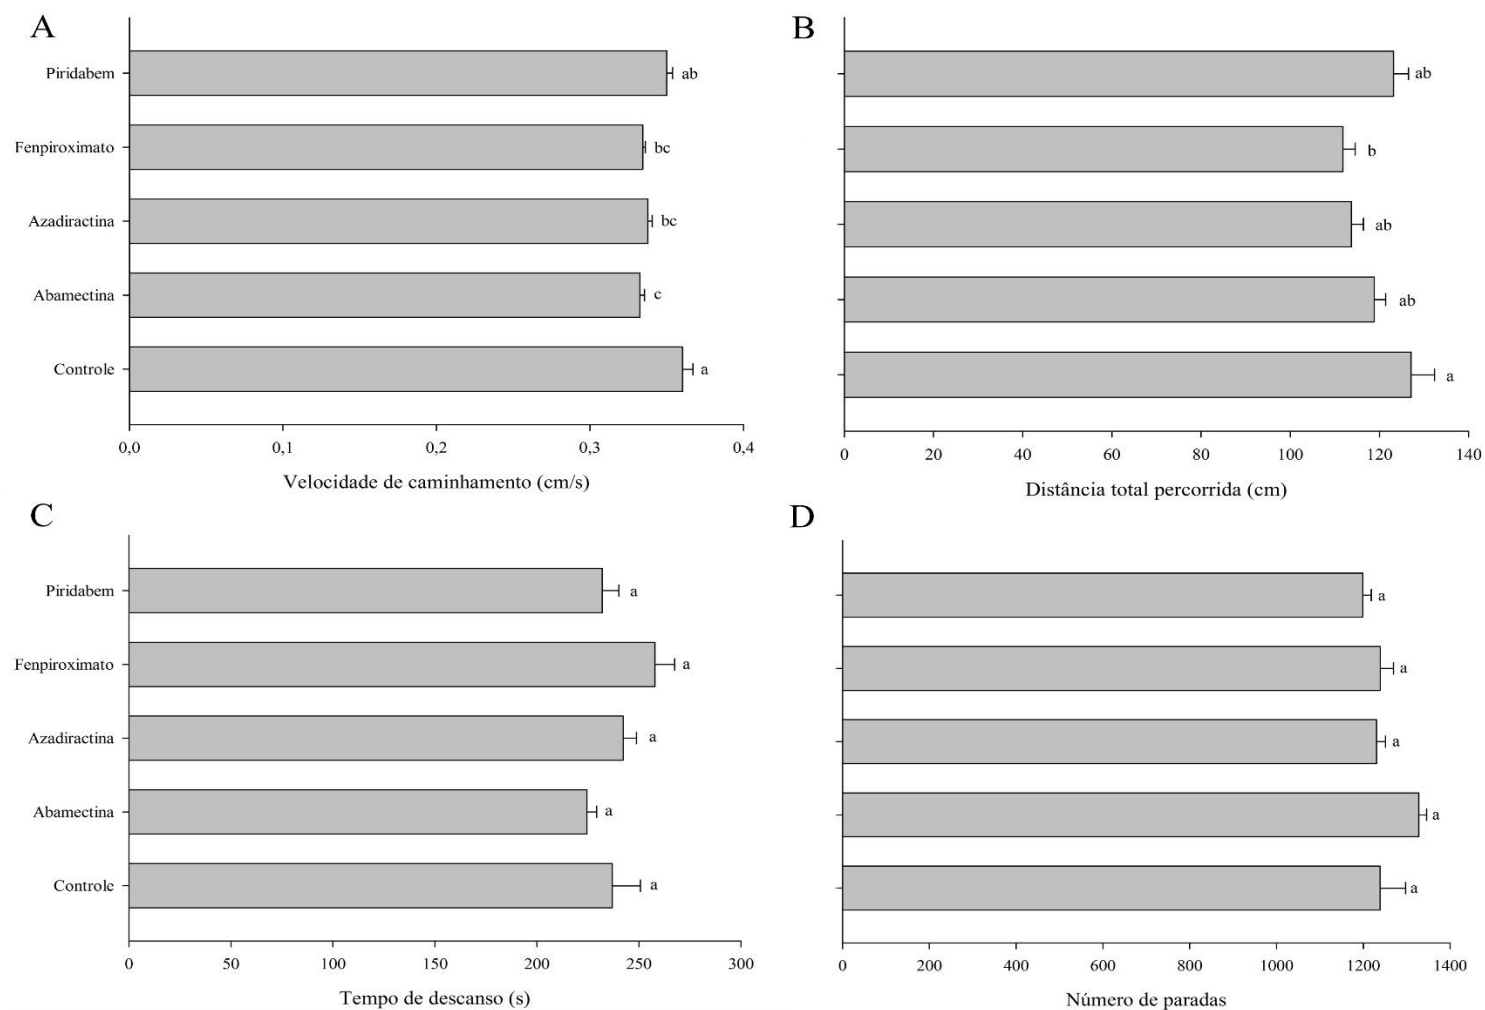 A
Piridabem
ab
Fenpiroximato
bc
Azadiractina
bc
Abamectina
c
Controle
a
0,0 0,1 0,2 0,3 0,4
Velocidade de caminhamento (cm/s)
B
ab
b
ab
ab
a
0 20 40 60 80 100 120 140
Distância total percorrida (cm)
C
Piridabem
a
Fenpiroximato
a
Azadiractina
a
Abamectina
a
Controle
a
0 50 100 150 200 250 300
Tempo de descanso (s)
D
a
a
a
a
a
0 200 400 600 800 1000 1200 1400
Número de paradas